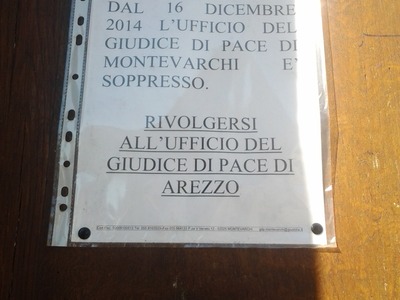 DAL 16 DICEMBRE
2014 L'UFFICIO DEL
GIUDICE DI PACE DI
MONTEVARCHI E'
SOPPRESSO.
RIVOLGERSI
ALL'UFFICIO DEL
GIUDICE DI PACE DI
AREZZO